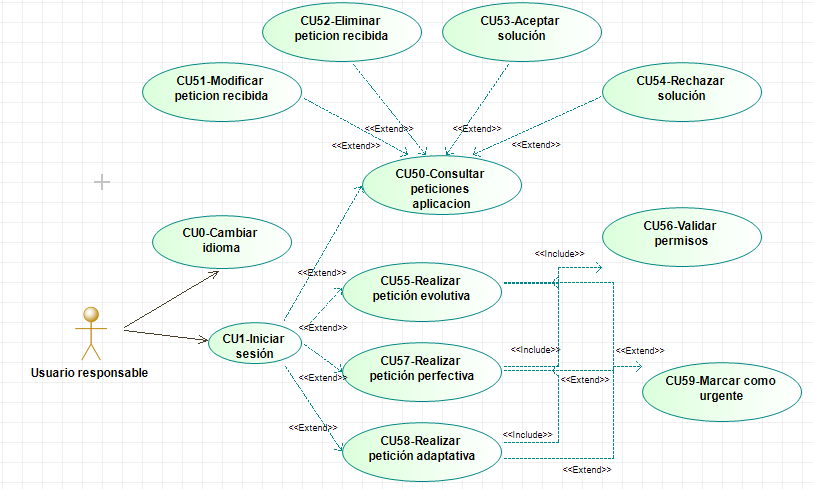 CU52-Eliminar
peticion recibida
CU53-Aceptar
solución
CU51-Modificar
peticion recibida
CU54-Rechazar
solución
<<Extend>>
<<Extend>>
<<Extend>>
<<Extend>>
CU50-Consultar
peticiones
aplicacion
CU0-Cambiar
idioma
CU56-Validar
permisos
<<Include>>
<<Extend>>
CU55-Realizar
petición evolutiva
<<Extend>>
CU1-Iniciar
sesión
Usuario responsable
CU57-Realizar
petición perfectiva
<<Include>>
<<Extend>>
<<Extend>>
<<Extend>>
CU59-Marcar como
urgente
<<Extend>>
CU58-Realizar
petición adaptativa
<<Include>>
<<Extend>>